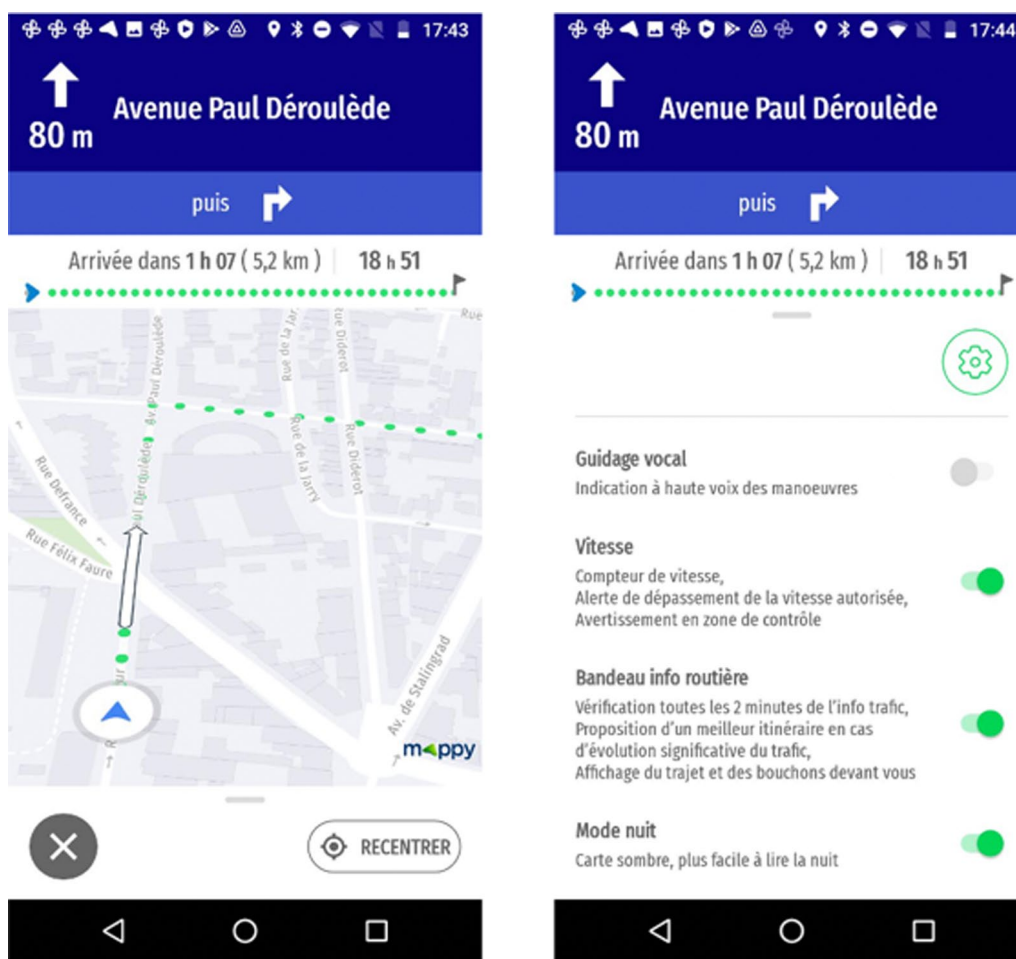 17:43
Avenue Paul Déroulède
80 m
puis
Arrivée dans 1 h 07 ( 5,2 km ) 18 h 51
Rue
Av. Paul Déroulède
Rue de la Jar.
Rue Diderot
Rue Defrance
Rue de la Jarry
Rue Diderot
Rue Félix Faure
Av. de Stalingrad
mappy
RECENTRER
17:44
Avenue Paul Déroulède
80 m
puis
Arrivée dans 1 h 07 ( 5,2 km ) 18 h 51
Guidage vocal
Indication à haute voix des manoeuvres
Vitesse
Compteur de vitesse,
Alerte de dépassement de la vitesse autorisée,
Avertissement en zone de contrôle
Bandeau info routière
Vérification toutes les 2 minutes de l'info trafic,
Proposition d'un meilleur itinéraire en cas
d'évolution significative du trafic,
Affichage du trajet et des bouchons devant vous
Mode nuit
Carte sombre, plus facile à lire la nuit